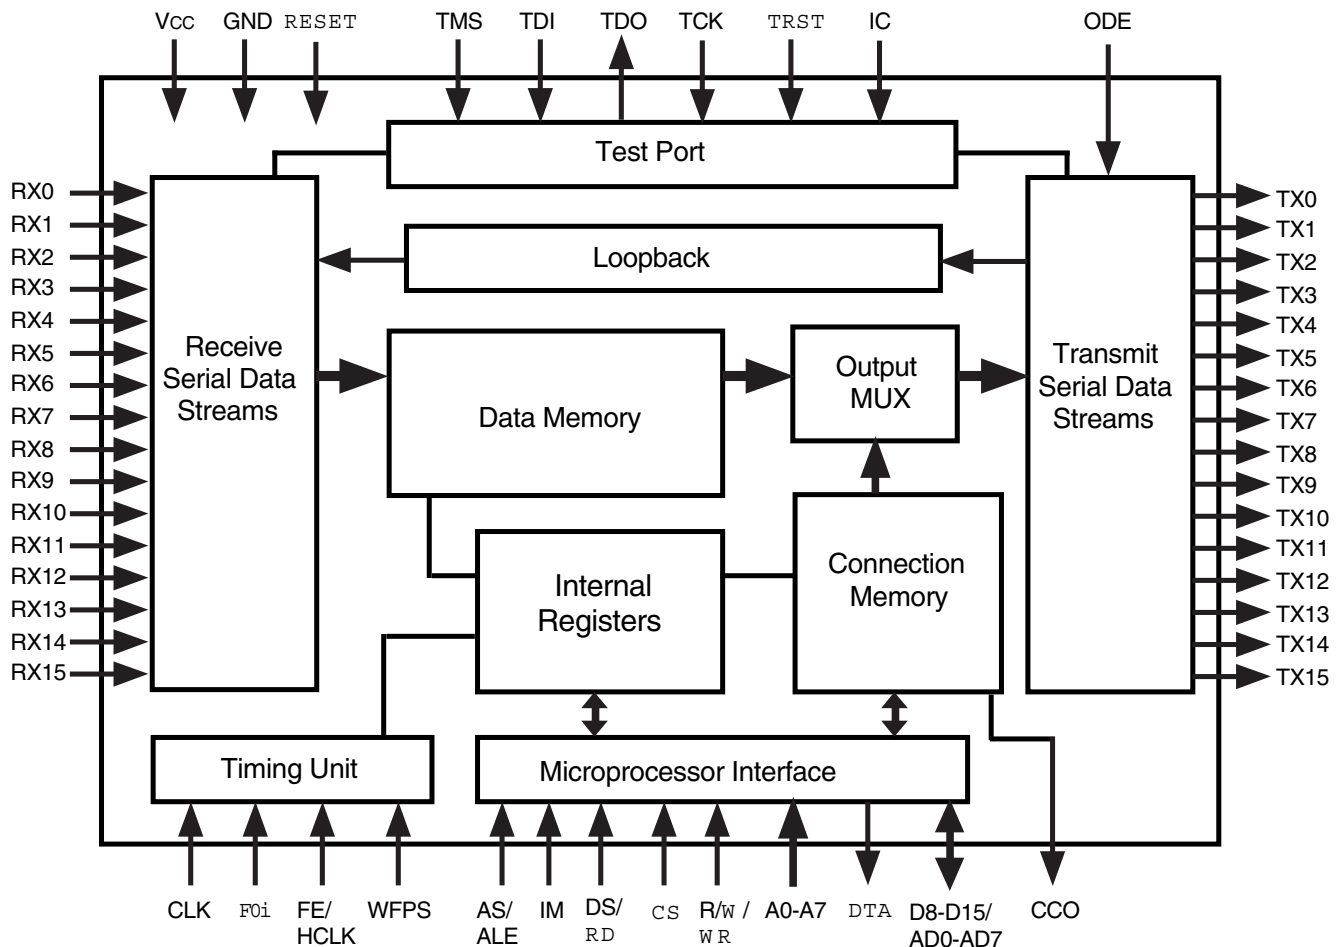 Vcc GND RESET TMS TDI TDO TCK TRST IC ODE
Test Port
RX0
RX1
RX2
RX3
RX4
RX5
RX6
RX7
RX8
RX9
RX10
RX11
RX12
RX13
RX14
RX15
Loopback
Receive
Serial Data
Streams
Data Memory
Output
MUX
Transmit
Serial Data
Streams
TX0
TX1
TX2
TX3
TX4
TX5
TX6
TX7
TX8
TX9
TX10
TX11
TX12
TX13
TX14
TX15
Internal
Registers
Connection
Memory
Timing Unit
Microprocessor Interface
CLK
F0i
FE/
HCLK
WFPS
AS/
ALE
IM
DS/
RD
CS
R/W/
WR
A0-A7
DTA
D8-D15/
AD0-AD7
CCO